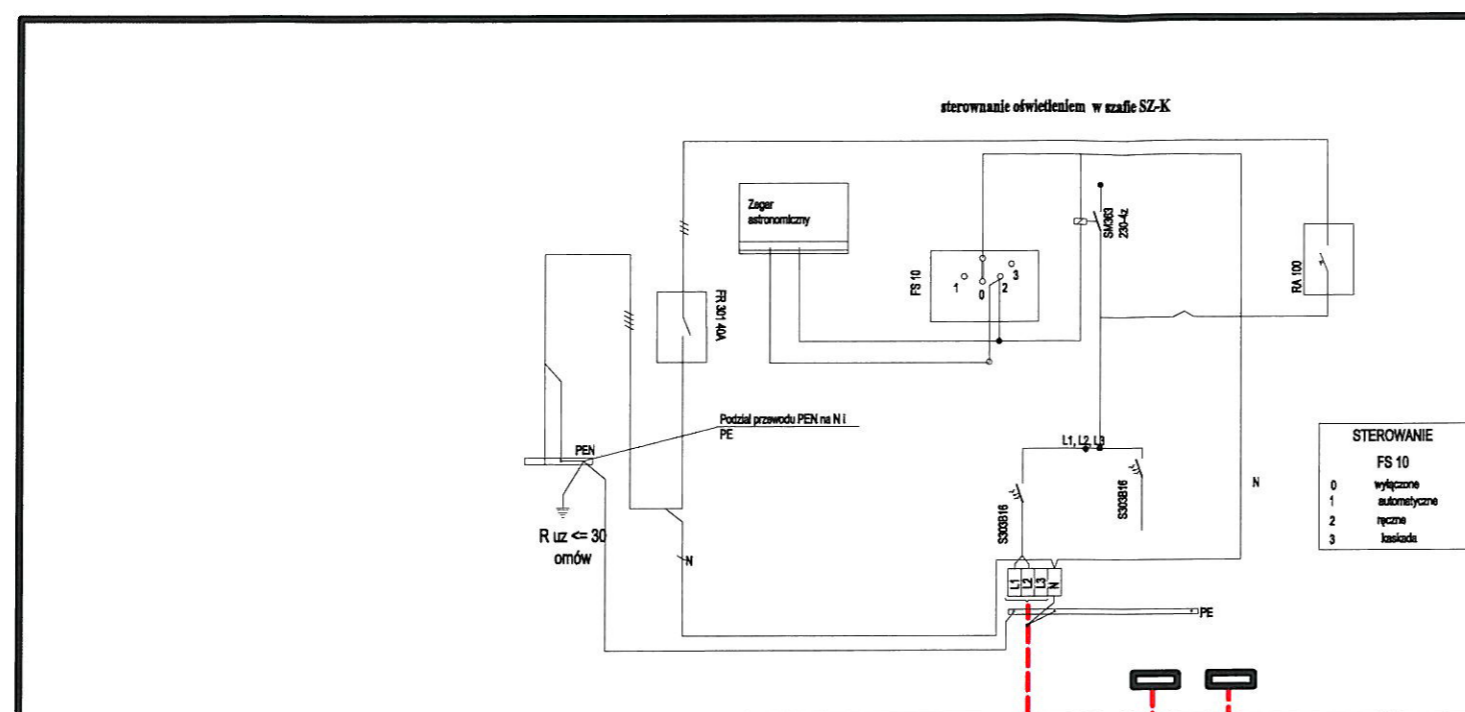 sterownanie oświetleniem w szafie SZ-K
Zegar
astronomiczny
SM363
230-4z
FS 10
1
0
2
3
RA 100
FR 301 40A
Podział przewodu PEN na N i
PE
PEN
R uz <= 30
omów
N
L1, L2, L3
S303B16
S303B16
N
L1
L2
L3
N
PE
STEROWANIE
FS 10
0 wyłączone
1 automatyczne
2 ręczne
3 kaskada